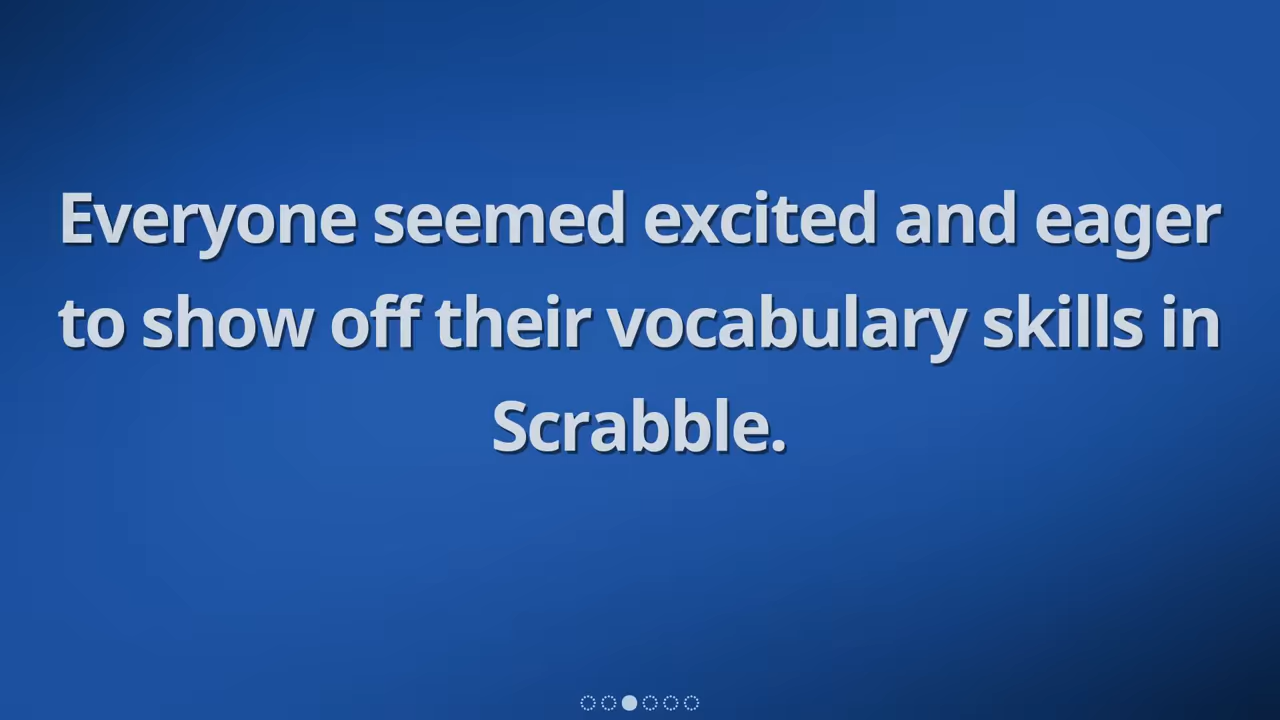 Everyone seemed excited and eager
to show off their vocabulary skills in
Scrabble.